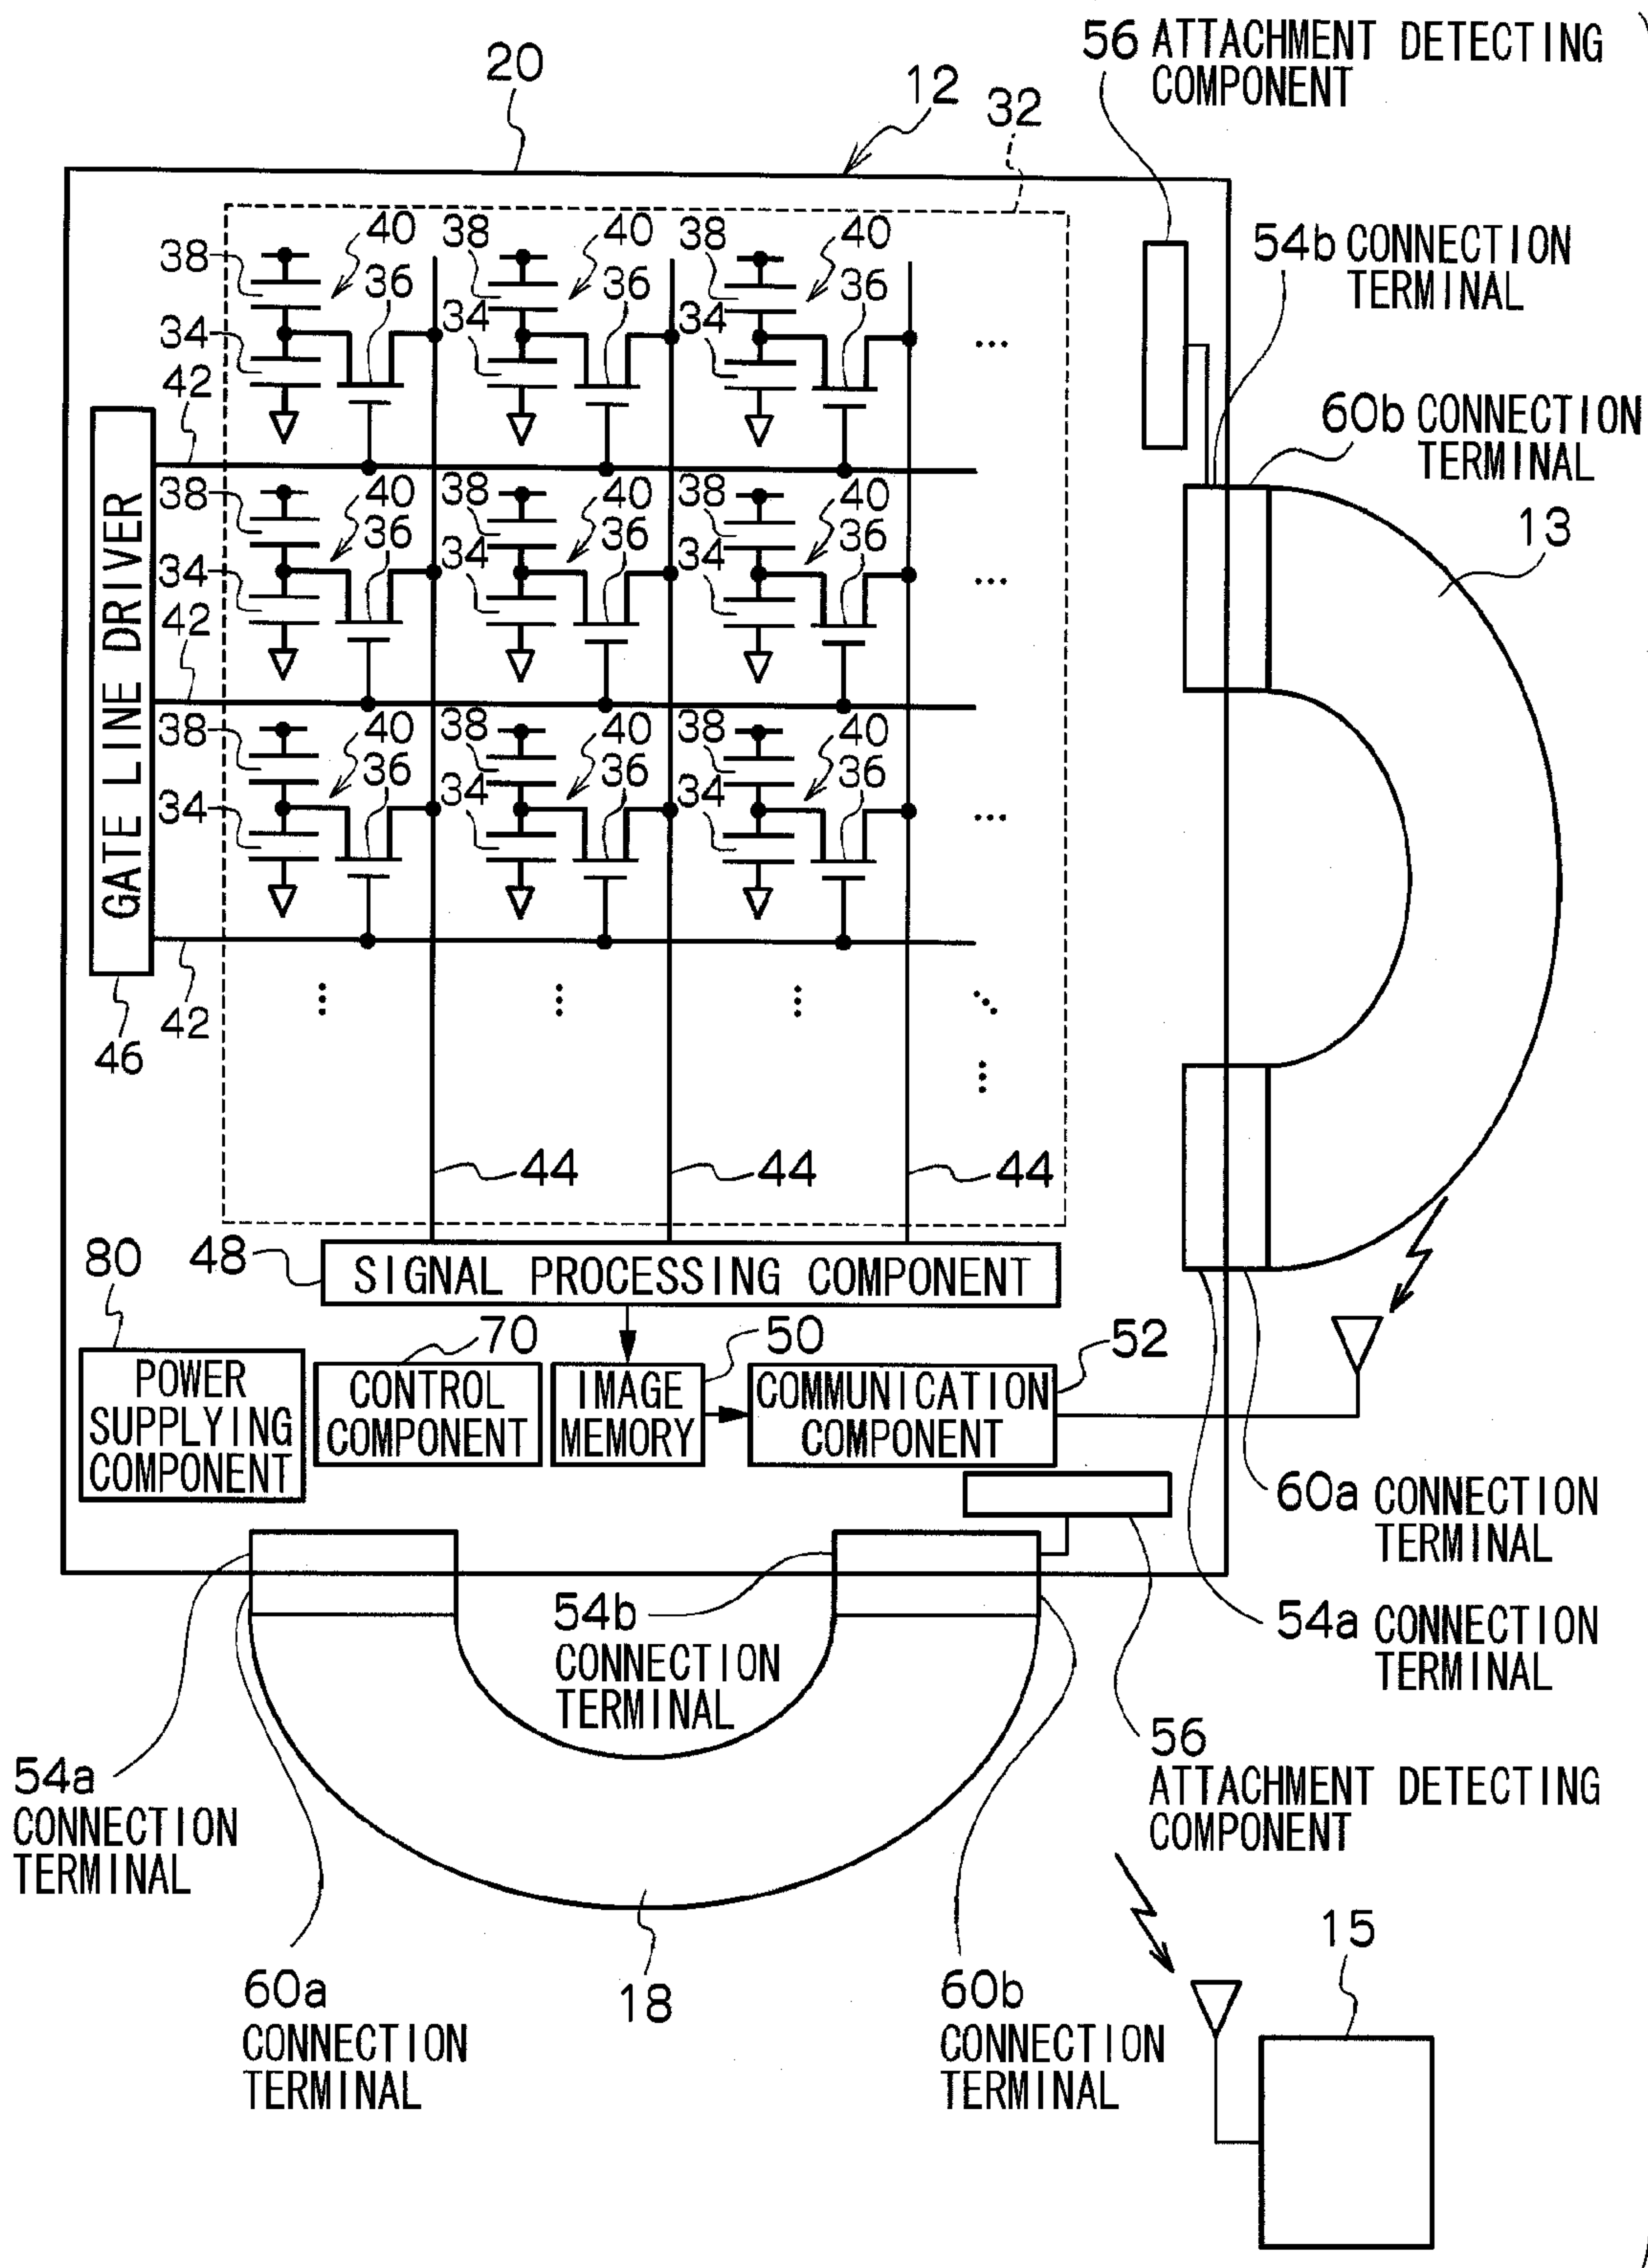 56 ATTACHMENT DETECTING
COMPONENT
20
12
32
54b CONNECTION
TERMINAL
60b CONNECTION
TERMINAL
13
40 38 40 38 40
38 36 36 36
34 34 34
42
...
40 38 40 38 40
38 36 36 36
34 34 34
42
...
40 38 40 38 40
38 36 36 36
34 34 34
...
GATE LINE DRIVER
42
46
44 44 44
48 SIGNAL PROCESSING COMPONENT
80
POWER
SUPPLYING
COMPONENT
70
CONTROL
COMPONENT
50
IMAGE
MEMORY
52
COMMUNICATION
COMPONENT
60a CONNECTION
TERMINAL
54a CONNECTION
TERMINAL
54b
CONNECTION
TERMINAL
56
ATTACHMENT DETECTING
COMPONENT
54a
CONNECTION
TERMINAL
60a
CONNECTION
TERMINAL
18
60b
CONNECTION
TERMINAL
15